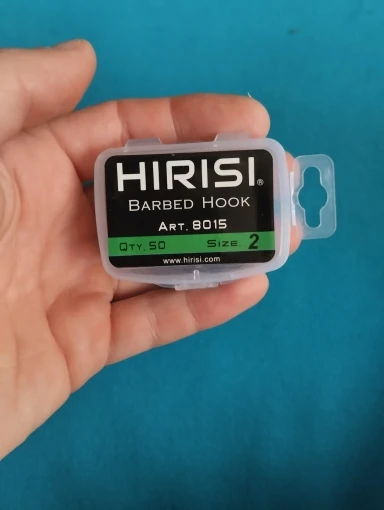 HIRISI®
BARBED HOOK
ART. 8015
QTY. 50 SIZE 2
www.hirisi.com